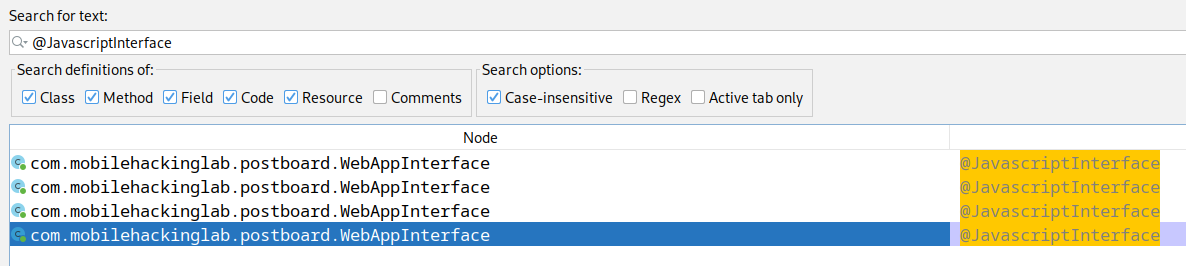 Search for text:
@JavascriptInterface
Search definitions of: Search options:
Class Method Field Code Resource Comments Case-insensitive Regex Active tab only
Node
com.mobilehackinglab.postboard.WebAppInterface @JavascriptInterface
com.mobilehackinglab.postboard.WebAppInterface @JavascriptInterface
com.mobilehackinglab.postboard.WebAppInterface @JavascriptInterface
com.mobilehackinglab.postboard.WebAppInterface @JavascriptInterface